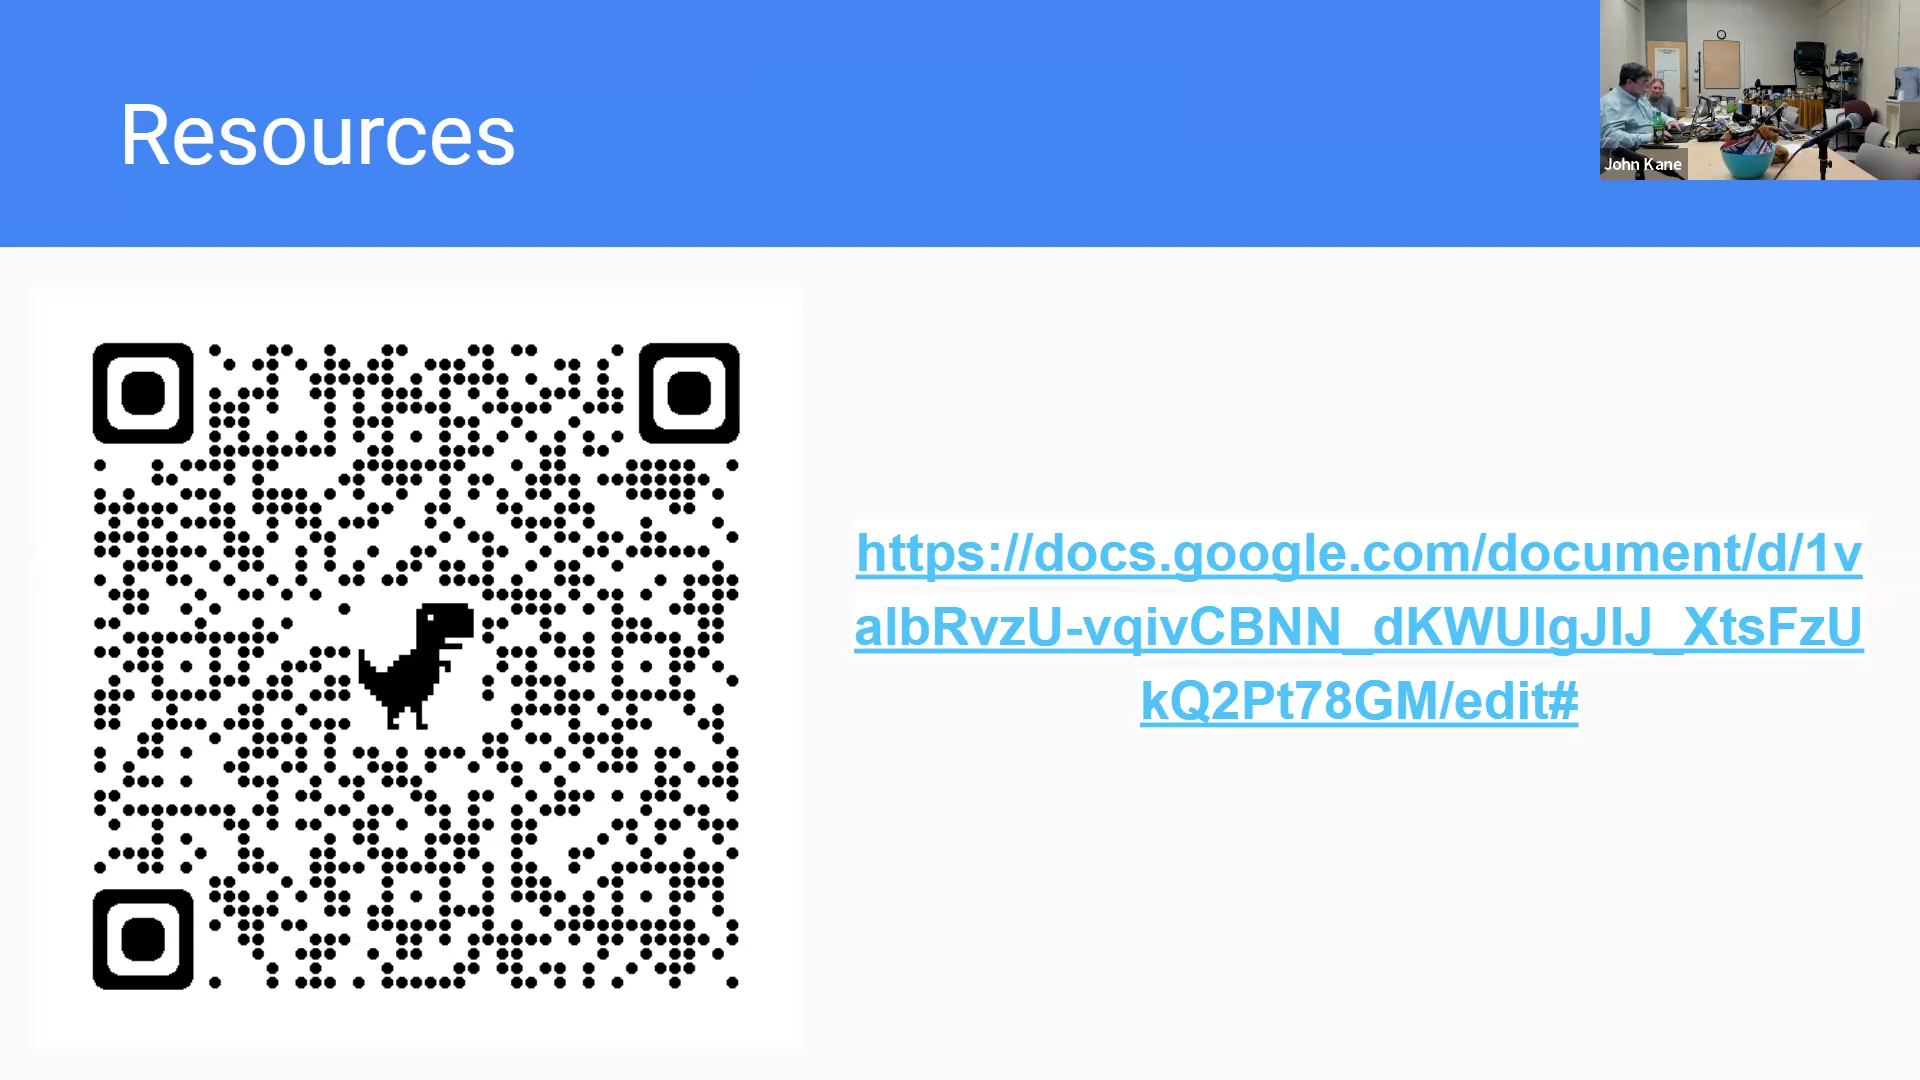 Resources
John Kane
https://docs.google.com/document/d/1v
albRvzU-vqivCBNN_dKWUIgJIJ_XtsFzU
kQ2Pt78GM/edit#